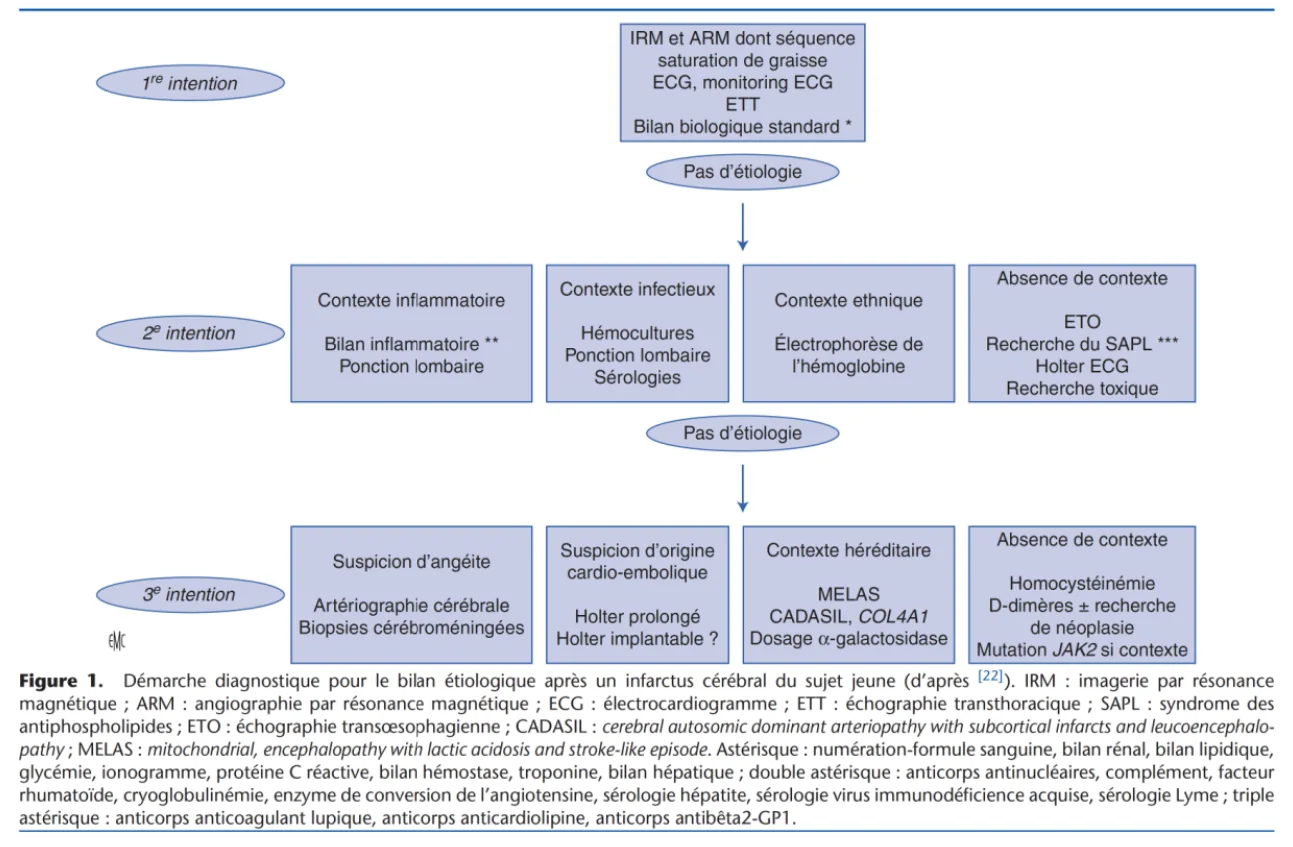 1re intention
IRM et ARM dont séquence
saturation de graisse
ECG, monitoring ECG
ETT
Bilan biologique standard *
Pas d'étiologie
2e intention
Contexte inflammatoire
Bilan inflammatoire **
Ponction lombaire
Contexte infectieux
Hémocultures
Ponction lombaire
Sérologies
Contexte ethnique
Électrophorèse de
l'hémoglobine
Absence de contexte
ETO
Recherche du SAPL ***
Holter ECG
Recherche toxique
Pas d'étiologie
3e intention
Suspicion d'angéite
Artériographie cérébrale
Biopsies cérébroméningées
Suspicion d'origine
cardio-embolique
Holter prolongé
Holter implantable ?
Contexte héréditaire
MELAS
CADASIL, COL4A1
Dosage α-galactosidase
Absence de contexte
Homocystéinémie
D-dimères ± recherche
de néoplasie
Mutation JAK2 si contexte
EMC
Figure 1. Démarche diagnostique pour le bilan étiologique après un infarctus cérébral du sujet jeune (d'après [22]). IRM : imagerie par résonance
magnétique ; ARM : angiographie par résonance magnétique ; ECG : électrocardiogramme ; ETT : échographie transthoracique ; SAPL : syndrome des
antiphospholipides ; ETO : échographie transœsophagienne ; CADASIL : cerebral autosomic dominant arteriopathy with subcortical infarcts and leucoencephalo-
pathy ; MELAS : mitochondrial, encephalopathy with lactic acidosis and stroke-like episode. Astérisque : numération-formule sanguine, bilan rénal, bilan lipidique,
glycémie, ionogramme, protéine C réactive, bilan hémostase, troponine, bilan hépatique ; double astérisque : anticorps antinucléaires, complément, facteur
rhumatoïde, cryoglobulinémie, enzyme de conversion de l'angiotensine, sérologie hépatite, sérologie virus immunodéficience acquise, sérologie Lyme ; triple
astérisque : anticorps anticoagulant lupique, anticorps anticardiolipine, anticorps antibêta2-GP1.